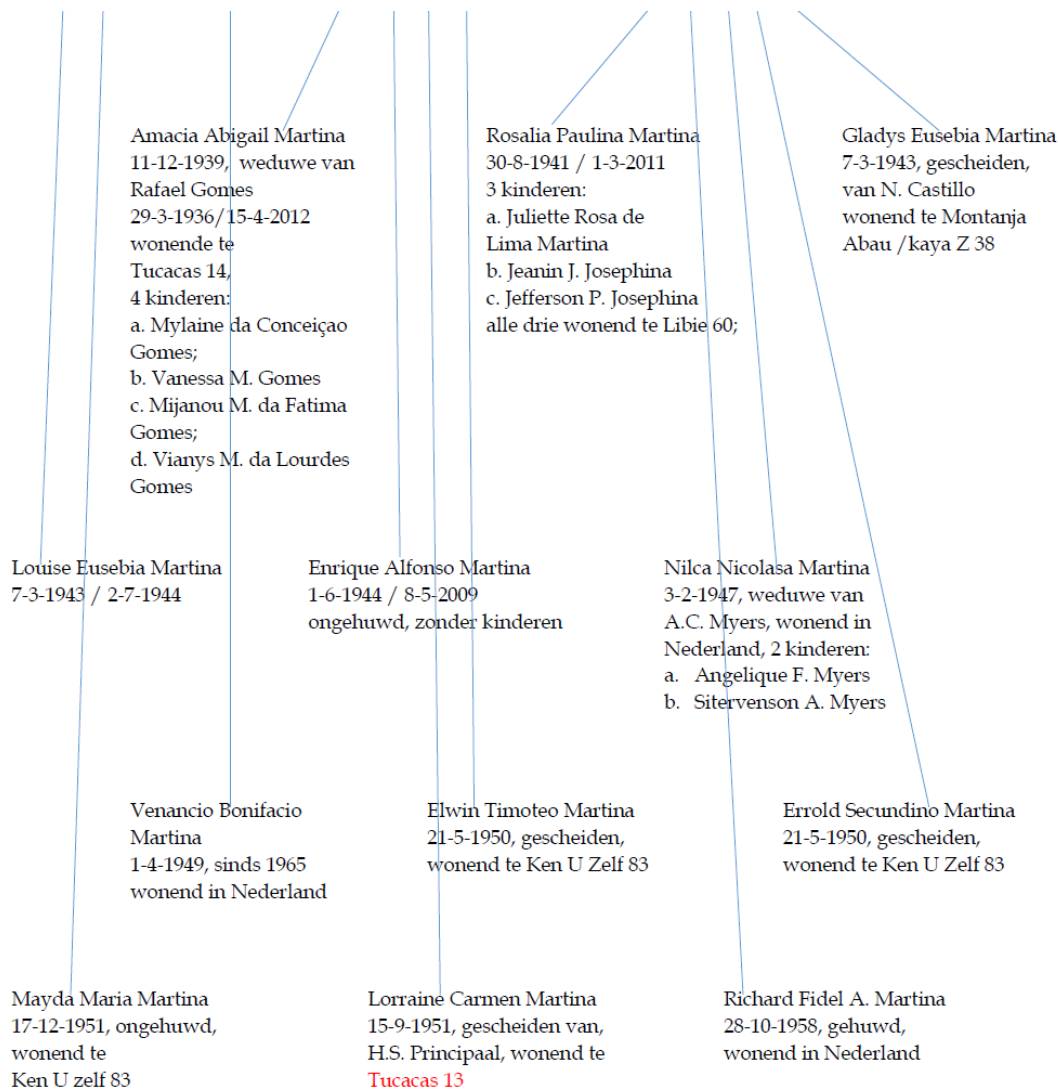 Amacia Abigail Martina
11-12-1939, weduwe van
Rafael Gomes
29-3-1936/15-4-2012
wonende te
Tucacas 14,
4 kinderen:
a. Mylaine da Conceiçao
Gomes;
b. Vanessa M. Gomes
c. Mijanou M. da Fatima
Gomes;
d. Vianys M. da Lourdes
Gomes
Rosalia Paulina Martina
30-8-1941 / 1-3-2011
3 kinderen:
a. Juliette Rosa de
Lima Martina
b. Jeanin J. Josephina
c. Jefferson P. Josephina
alle drie wonend te Libie 60;
Gladys Eusebia Martina
7-3-1943, gescheiden,
van N. Castillo
wonend te Montanja
Abau /kaya Z 38
Louise Eusebia Martina
7-3-1943 / 2-7-1944
Enrique Alfonso Martina
1-6-1944 / 8-5-2009
ongehuwd, zonder kinderen
Nilca Nicolasa Martina
3-2-1947, weduwe van
A.C. Myers, wonend in
Nederland, 2 kinderen:
a. Angelique F. Myers
b. Sitervenson A. Myers
Venancio Bonifacio
Martina
1-4-1949, sinds 1965
wonend in Nederland
Elwin Timoteo Martina
21-5-1950, gescheiden,
wonend te Ken U Zelf 83
Errold Secundino Martina
21-5-1950, gescheiden,
wonend te Ken U Zelf 83
Mayda Maria Martina
17-12-1951, ongehuwd,
wonend te
Ken U zelf 83
Lorraine Carmen Martina
15-9-1951, gescheiden van,
H.S. Principaal, wonend te
Tucacas 13
Richard Fidel A. Martina
28-10-1958, gehuwd,
wonend in Nederland